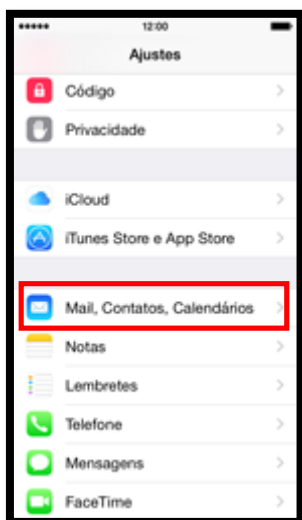 12:00
Ajustes
Código
Privacidade
iCloud
iTunes Store e App Store
Mail, Contatos, Calendários
Notas
Lembretes
Telefone
Mensagens
FaceTime